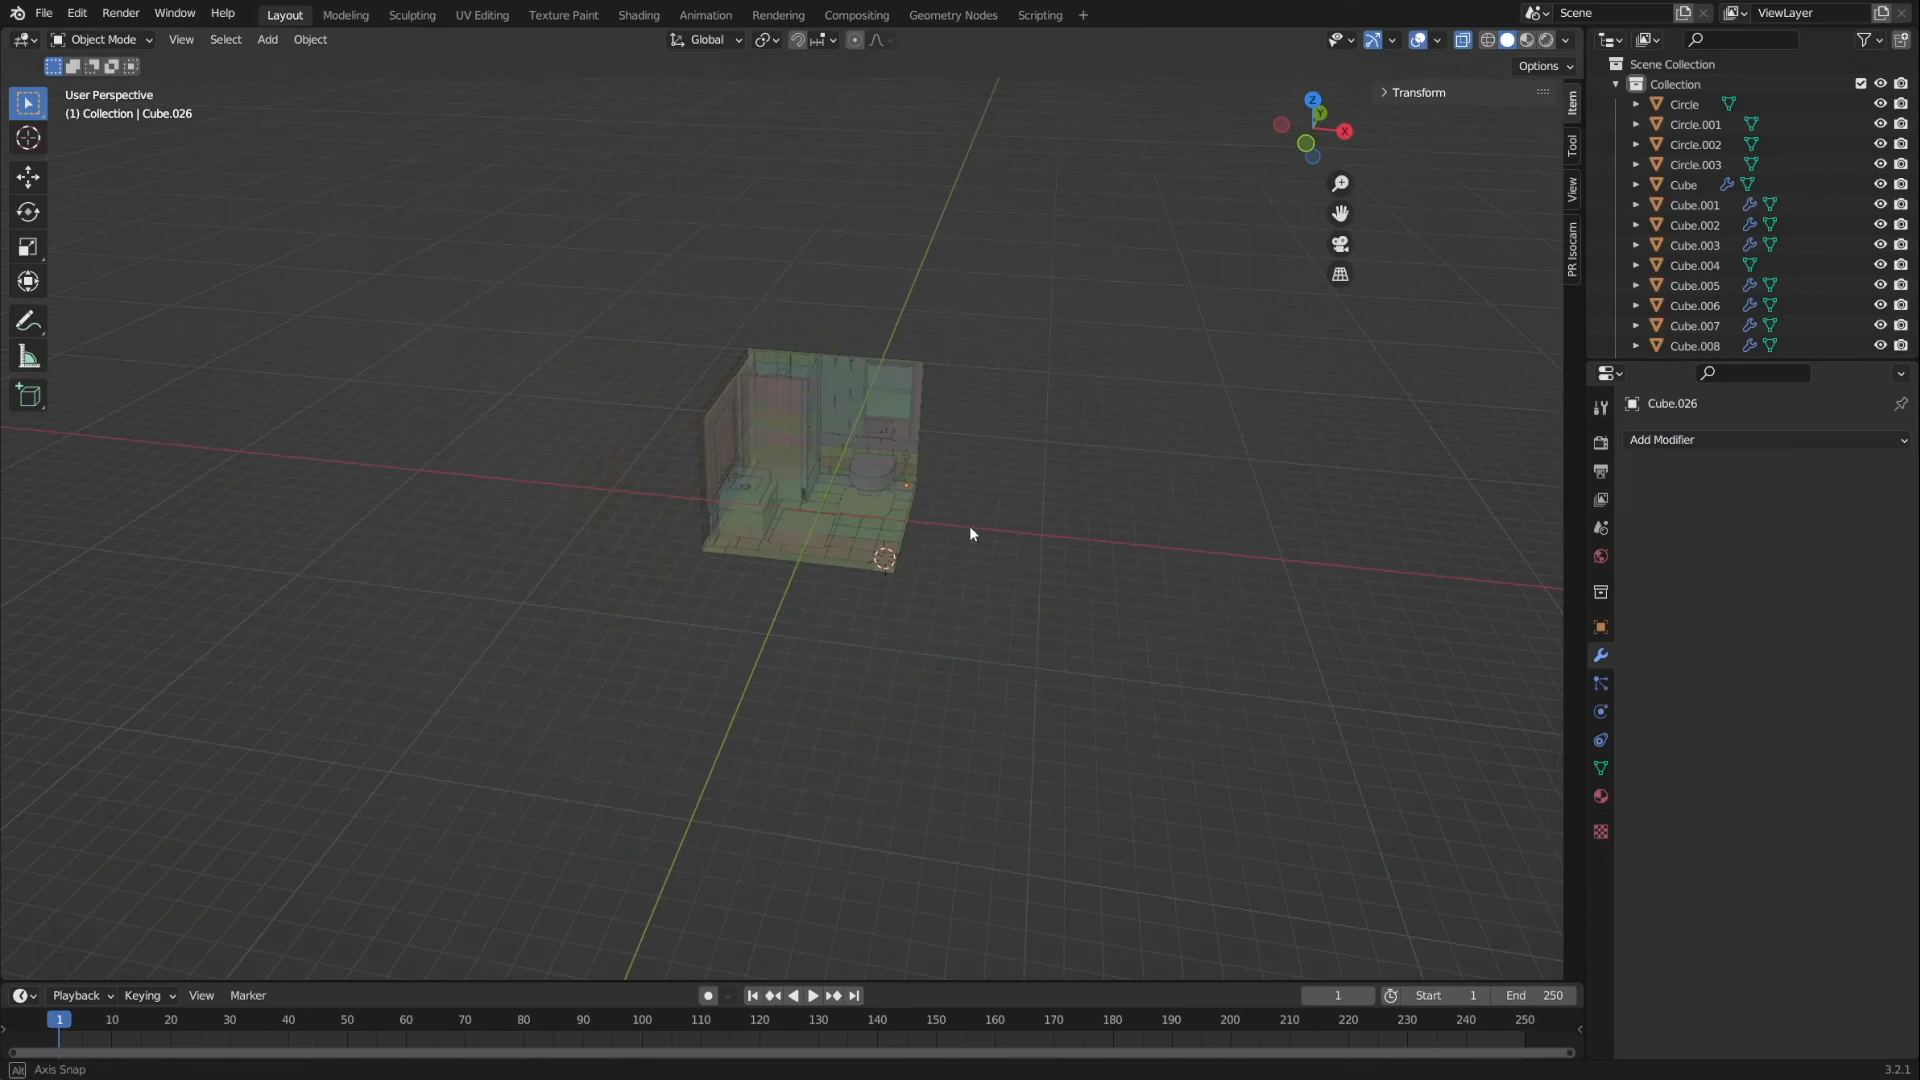 File Edit Render Window Help Layout Modeling Sculpting UV Editing Texture Paint Shading Animation Rendering Compositing Geometry Nodes Scripting + Scene ViewLayer
Object Mode View Select Add Object Global
Options
User Perspective
(1) Collection | Cube.026
Transform
Z
Y
X
Item
Tool
View
PR Isocam
Scene Collection
Collection
Circle
Circle.001
Circle.002
Circle.003
Cube
Cube.001
Cube.002
Cube.003
Cube.004
Cube.005
Cube.006
Cube.007
Cube.008
Cube.026
Add Modifier
Playback Keying View Marker 1 Start 1 End 250
1 10 20 30 40 50 60 70 80 90 100 110 120 130 140 150 160 170 180 190 200 210 220 230 240 250
Alt Axis Snap 3.2.1